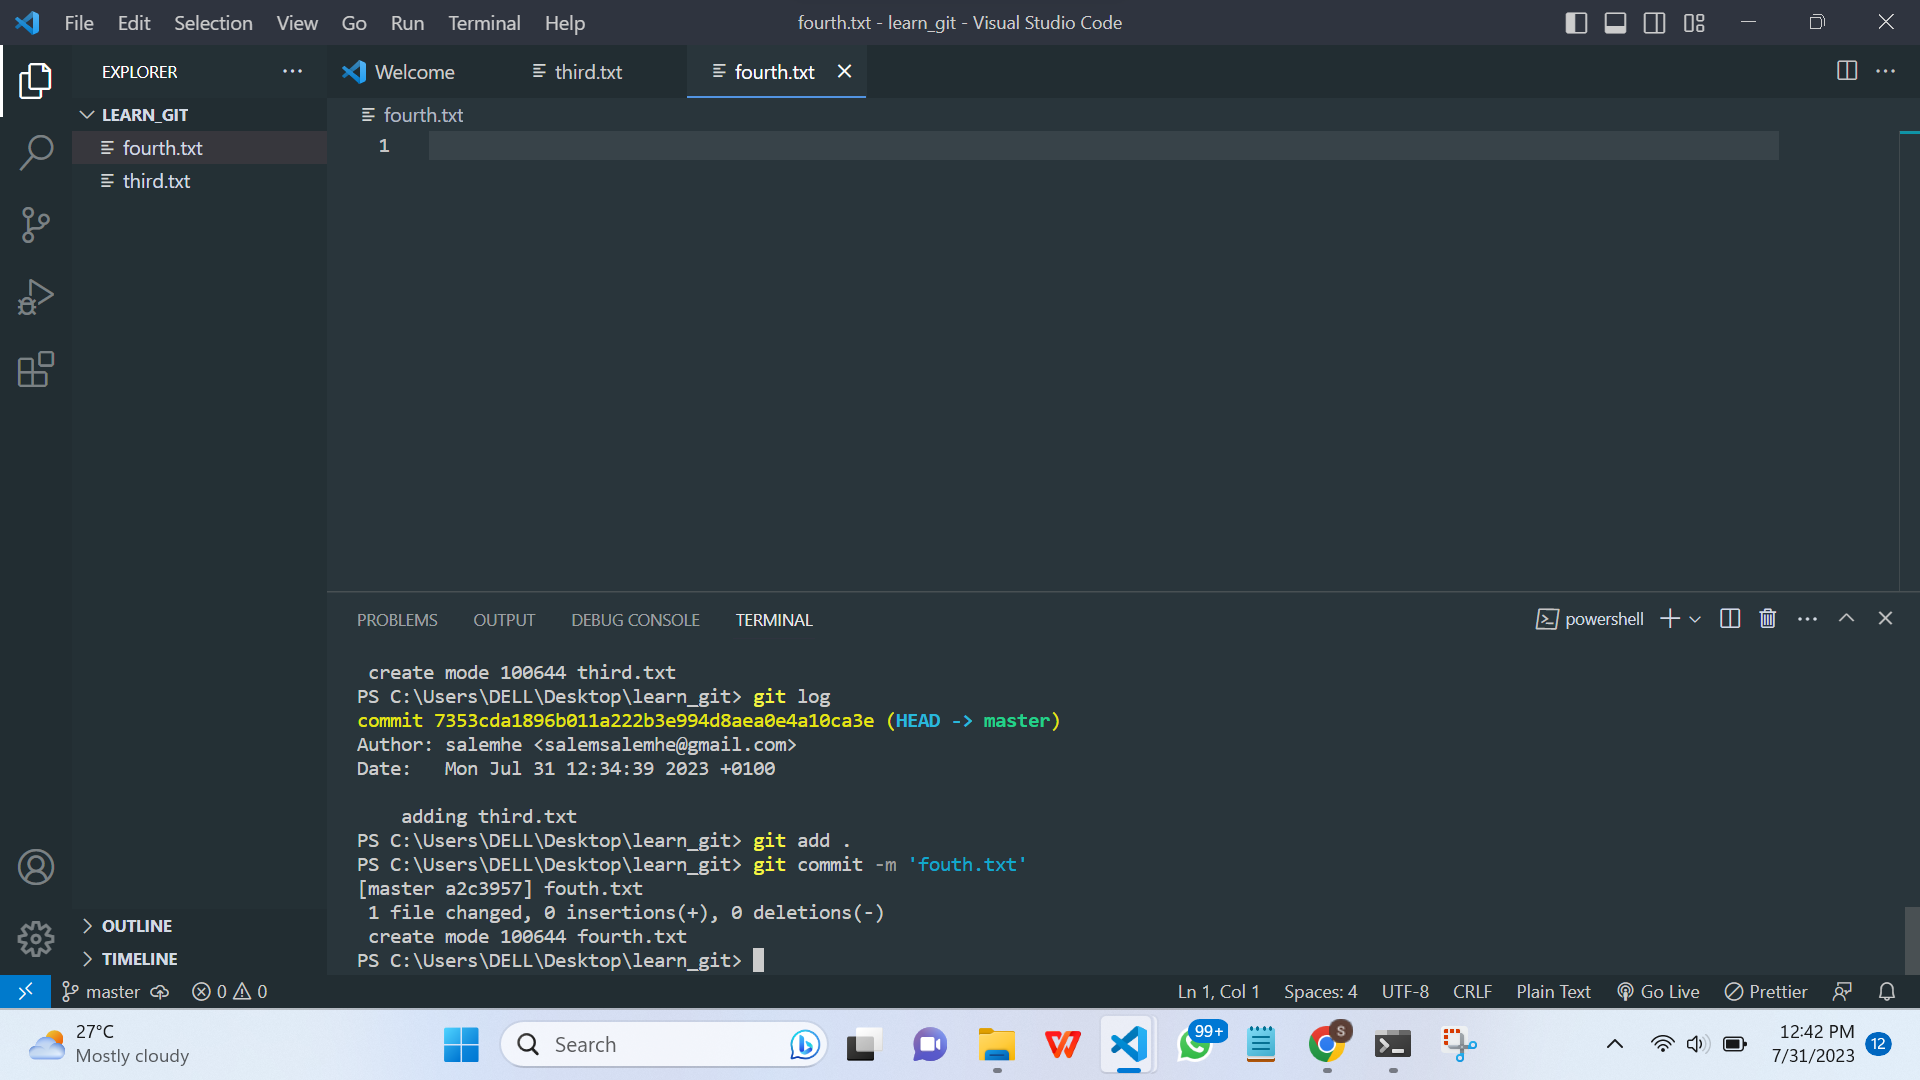 File Edit Selection View Go Run Terminal Help
fourth.txt - learn_git - Visual Studio Code
EXPLORER
Welcome
third.txt
fourth.txt
LEARN_GIT
fourth.txt
third.txt
fourth.txt
1
PROBLEMS OUTPUT DEBUG CONSOLE TERMINAL
powershell
create mode 100644 third.txt
PS C:\Users\DELL\Desktop\learn_git> git log
commit 7353cda1896b011a222b3e994d8aea0e4a10ca3e (HEAD -> master)
Author: salemhe <salemsalemhe@gmail.com>
Date:   Mon Jul 31 12:34:39 2023 +0100
adding third.txt
PS C:\Users\DELL\Desktop\learn_git> git add .
PS C:\Users\DELL\Desktop\learn_git> git commit -m 'fouth.txt'
[master a2c3957] fouth.txt
1 file changed, 0 insertions(+), 0 deletions(-)
create mode 100644 fourth.txt
PS C:\Users\DELL\Desktop\learn_git>
OUTLINE
TIMELINE
master 0 0
Ln 1, Col 1 Spaces: 4 UTF-8 CRLF Plain Text Go Live Prettier
27°C
Mostly cloudy
Search
99+
S
12:42 PM
7/31/2023
12